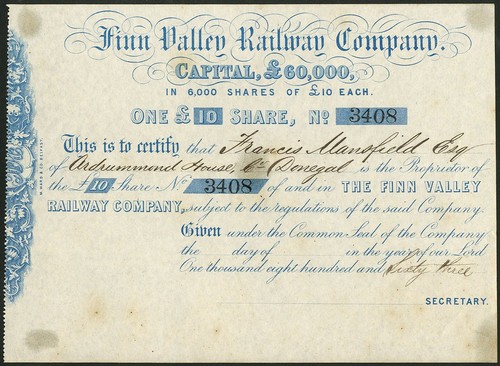 Finn Valley Railway Company.
CAPITAL, £60,000,
IN 6,000 SHARES OF £10 EACH.
ONE £10 SHARE, No 3408
This is to certify that Francis Mansfield Esq
of Ardrummond House, Co Donegal is the Proprietor of
the £10 Share No 3408 of and in THE FINN VALLEY
RAILWAY COMPANY, subject to the regulations of the said Company.
Given under the Common Seal of the Company
the day of in the year of our Lord
One thousand eight hundred and sixty three
SECRETARY.